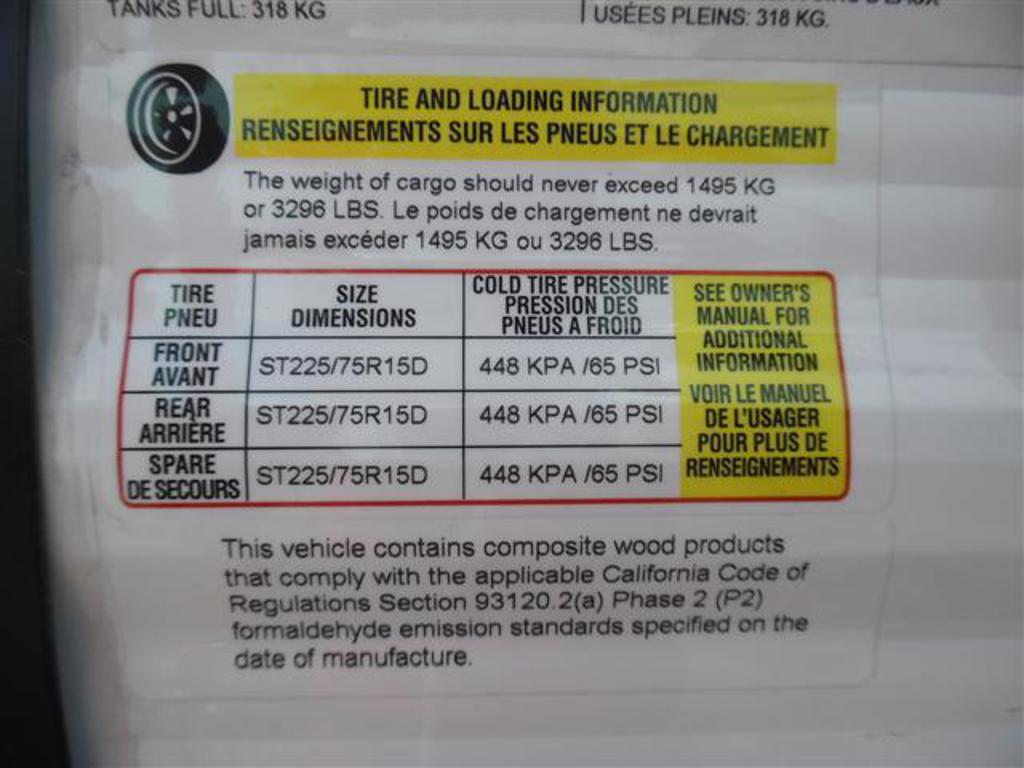 TANKS FULL: 318 KG
USÉES PLEINS: 318 KG.
TIRE AND LOADING INFORMATION
RENSEIGNEMENTS SUR LES PNEUS ET LE CHARGEMENT
The weight of cargo should never exceed 1495 KG
or 3296 LBS. Le poids de chargement ne devrait
jamais excéder 1495 KG ou 3296 LBS.
TIRE
PNEU
SIZE
DIMENSIONS
COLD TIRE PRESSURE
PRESSION DES
PNEUS A FROID
SEE OWNER'S
MANUAL FOR
ADDITIONAL
INFORMATION
VOIR LE MANUEL
DE L'USAGER
POUR PLUS DE
RENSEIGNEMENTS
FRONT
AVANT
ST225/75R15D
448 KPA /65 PSI
REAR
ARRIÈRE
ST225/75R15D
448 KPA /65 PSI
SPARE
DE SECOURS
ST225/75R15D
448 KPA /65 PSI
This vehicle contains composite wood products
that comply with the applicable California Code of
Regulations Section 93120.2(a) Phase 2 (P2)
formaldehyde emission standards specified on the
date of manufacture.